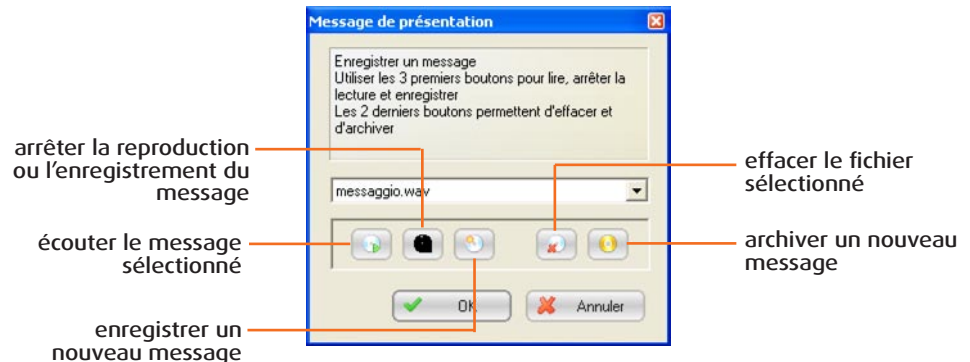 Message de présentation
Enregistrer un message
Utiliser les 3 premiers boutons pour lire, arrêter la
lecture et enregistrer
Les 2 derniers boutons permettent d'effacer et
d'archiver
arrêter la reproduction
ou l'enregistrement du
message
effacer le fichier
sélectionné
messaggio.wav
écouter le message
sélectionné
archiver un nouveau
message
OK
Annuler
enregistrer un
nouveau message